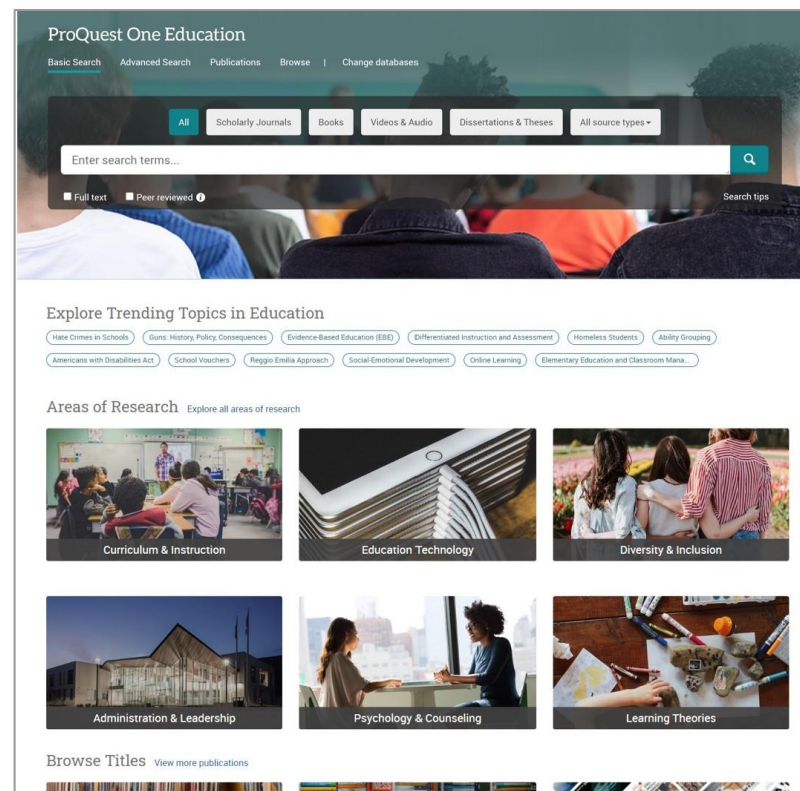 ProQuest One Education
Basic Search Advanced Search Publications Browse | Change databases
All Scholarly Journals Books Videos & Audio Dissertations & Theses All source types
Enter search terms...
Full text Peer reviewed Search tips
Explore Trending Topics in Education
Hate Crimes in Schools Guns: History, Policy, Consequences Evidence-Based Education (EBE) Differentiated Instruction and Assessment Homeless Students Ability Grouping
Americans with Disabilities Act School Vouchers Reggio Emilia Approach Social-Emotional Development Online Learning Elementary Education and Classroom Mana...
Areas of Research Explore all areas of research
Curriculum & Instruction Education Technology Diversity & Inclusion
Administration & Leadership Psychology & Counseling Learning Theories
Browse Titles View more publications